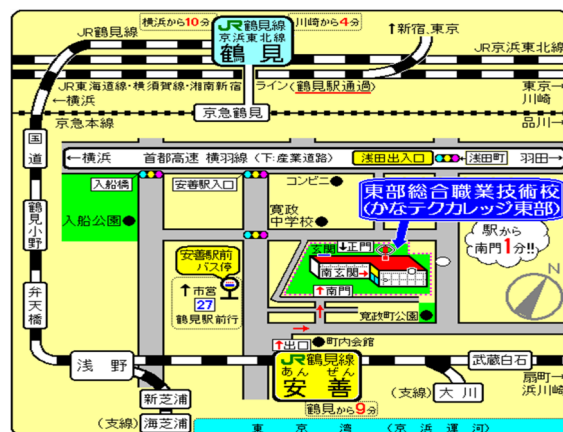 横浜から10分
JR鶴見線
京浜東北線
鶴見
川崎から4分
↑新宿、東京
JR鶴見線
JR京浜東北線
JR東海道線・横須賀線・湘南新宿
ライン(鶴見駅通過)
東京→
川崎
←横浜
京急鶴見
京急本線
品川→
国道
←横浜
首都高速 横羽線 (下:産業道路)
浅田出入口
浅田町
羽田→
入船橋
安善駅入口
コンビニ
東部総合職業技術校
(かなテクカレッジ東部)
鶴見小野
入船公園
寛政
中学校
駅から
南門1分!!
玄関
↓正門
安善駅前
バス停
南玄関→
N
↑市営
27
鶴見駅前行
↑南門
弁天橋
寛政町公園
→
↑出口
町内会館
浅野
JR鶴見線
あん ぜん
安善
武蔵白石
扇町→
浜川崎
新芝浦
(支線)
大川
鶴見から9分
(支線)
海芝浦
東京湾 (京浜運河)